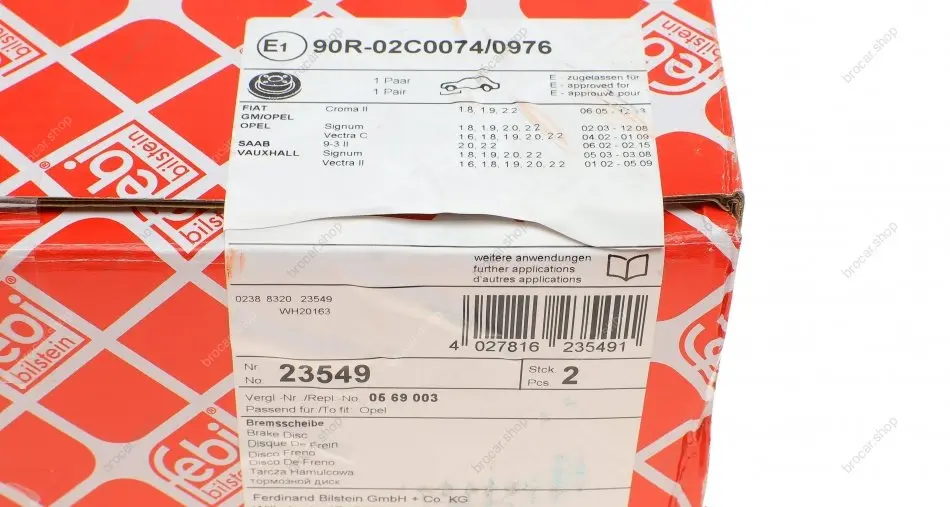 E1 90R-02C0074/0976
1 Paar
1 Pair
E - zugelassen für
E - approved for
E - approuvé pour
FIAT Croma II 1.8, 1.9, 2.2 06.05 -
GM/OPEL
OPEL Signum 1.8, 1.9, 2.0, 2.2 02.03 - 12.08
Vectra C 1.6, 1.8, 1.9, 2.0, 2.2 04.02 - 01.09
SAAB 9-3 II 2.0, 2.2 06.02 - 02.15
VAUXHALL Signum 1.8, 1.9, 2.0, 2.2 05.03 - 03.08
Vectra II 1.6, 1.8, 1.9, 2.0, 2.2 01.02 - 05.09
weitere anwendungen
further applications
d'autres applications
0238 8320 23549
WH20163
4 027816 235491
Nr.
No. 23549
Stck.
Pcs. 2
Vergl.-Nr. /Repl.-No. 05 69 003
Passend für /To fit Opel
Bremsscheibe
Brake Disc
Disque De Frein
Disco Freno
Disco De Freno
Tarcza Hamulcowa
тормозной диск
Ferdinand Bilstein GmbH + Co. KG
febi
bilstein
febi
bilstein
febi
bilstein
febi
brocar.shop
brocar.shop
brocar.shop
brocar.shop